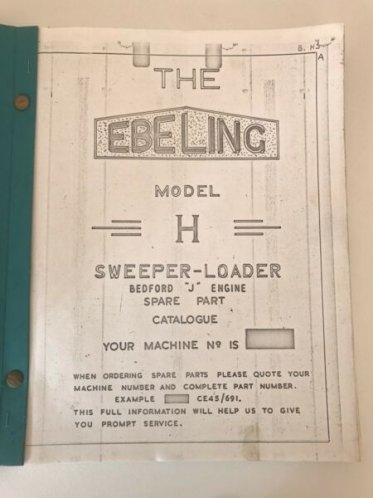 B. H3
A
THE
EBELING
MODEL
H
SWEEPER-LOADER
BEDFORD "J" ENGINE
SPARE PART
CATALOGUE
YOUR MACHINE Nº IS
WHEN ORDERING SPARE PARTS PLEASE QUOTE YOUR
MACHINE NUMBER AND COMPLETE PART NUMBER.
EXAMPLE CE45/691.
THIS FULL INFORMATION WILL HELP US TO GIVE
YOU PROMPT SERVICE.